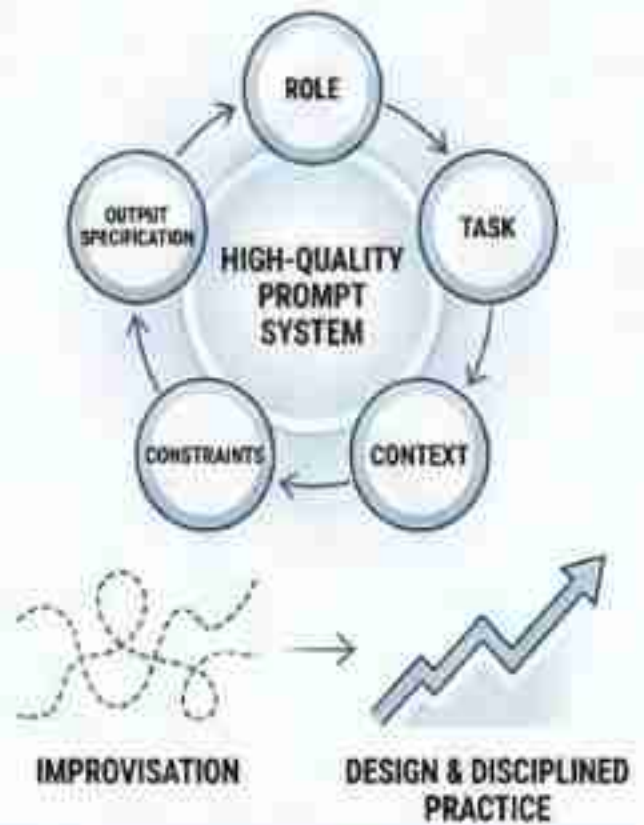 ROLE
TASK
CONTEXT
CONSTRAINTS
OUTPUT
SPECIFICATION
HIGH-QUALITY
PROMPT
SYSTEM
IMPROVISATION
DESIGN & DISCIPLINED
PRACTICE